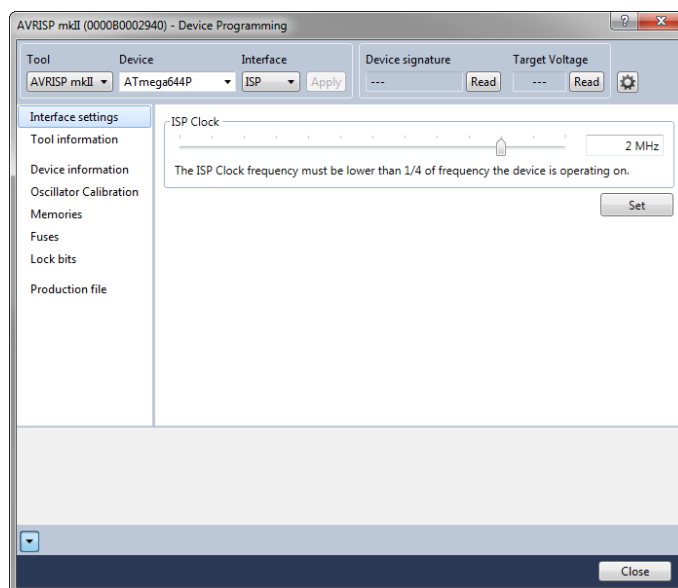 AVRISP mkII (0000B0002940) - Device Programming
Tool Device Interface Device signature Target Voltage
AVRISP mkII ATmega644P ISP Apply --- Read --- Read
Interface settings
Tool information
Device information
Oscillator Calibration
Memories
Fuses
Lock bits
Production file
ISP Clock
2 MHz
The ISP Clock frequency must be lower than 1/4 of frequency the device is operating on.
Set
Close